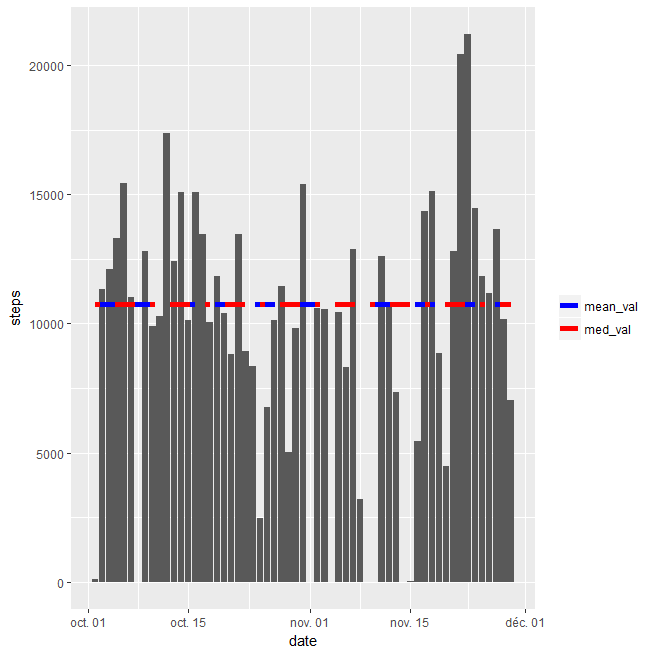 20000
15000
steps
10000
5000
0
oct. 01
oct. 15
nov. 01
nov. 15
déc. 01
date
mean_val
med_val